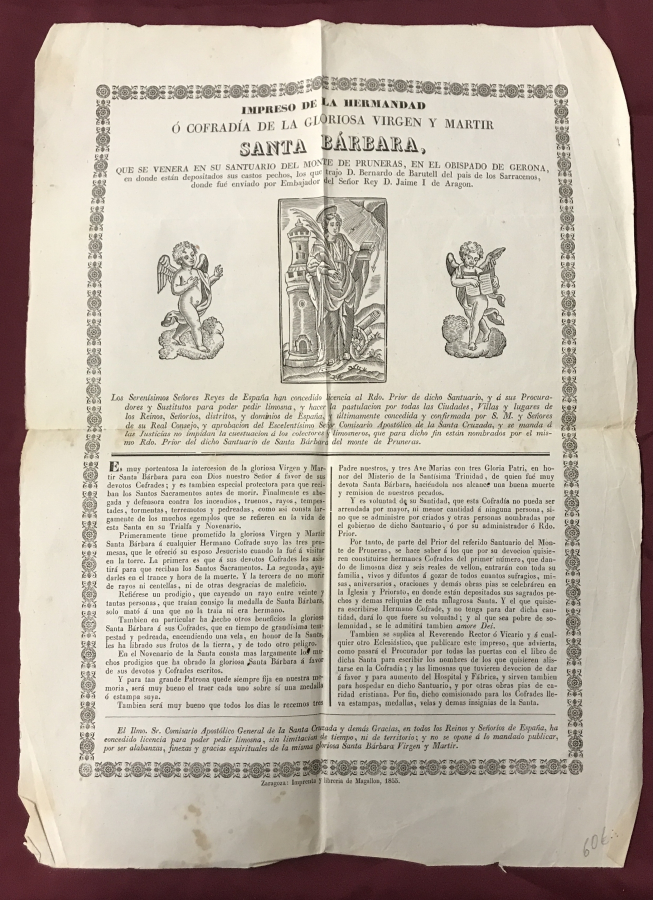 IMPRESO DE LA HERMANDAD
Ó COFRADÍA DE LA GLORIOSA VIRGEN Y MARTIR
SANTA BÁRBARA,
QUE SE VENERA EN SU SANTUARIO DEL MONTE DE PRUNERAS, EN EL OBISPADO DE GERONA,
en donde están depositados sus castos pechos, los que trajo D. Bernardo de Barutell del pais de los Sarracenos,
donde fué enviado por Embajador del Señor Rey D. Jaime I de Aragon.
Los Serenísimos Señores Reyes de España han concedido licencia al Rdo. Prior de dicho Santuario, y á sus Procura-
dores y Sustitutos para poder pedir limosna, y hacer la pastulacion por todas las Ciudades, Villas y lugares de
los Reinos, Señoríos, distritos, y dominios de España, y últimamente concedida y confirmada por S. M. y Señores
de su Real Consejo, y aprobacion del Escelentísimo Señor Comisario Apostólico de la Santa Cruzada, y se manda á
las Justicias no impidan la cuestuacion á los colectores y limosneros, que para dicho fin están nombrados por el mis-
mo Rdo. Prior del dicho Santuario de Santa Bárbara del monte de Pruneras.
Es muy portentosa la intercesion de la gloriosa Vírgen y Mar-
tir Santa Bárbara para con Dios nuestro Señor á favor de sus
devotos Cofrades; y es tambien especial protectora para que reci-
ban los Santos Sacramentos antes de morir. Finalmente es abo-
gada y defensora contra los incendios, truenos, rayos, tempes-
tades, tormentas, terremotos y pedreadas, como asi consta lar-
gamente de los muchos egemplos que se refieren en la vida de
esta Santa en su Trialfa y Novenario.
Primeramente tiene prometido la gloriosa Vírgen y Martir
Santa Bárbara á cualquier Hermano Cofrade suyo las tres pro-
mesas, que le ofreció su esposo Jesucristo cuando la fué á visitar
en la torre. La primera es que á sus devotos Cofrades les asis-
tirá para que reciban los Santos Sacramentos. La segunda, ayu-
darles en el trance y hora de la muerte. Y la tercera de no morir
de rayos ni centellas, ni de otras desgracias de maleficio.
Refiérese un prodigio, que cayendo un rayo entre veinte y
tantas personas, que traian consigo la medalla de Santa Bárbara,
solo mató á una que no la traia ni era hermano.
Tambien en particular ha hecho otros beneficios la gloriosa
Santa Bárbara á sus Cofrades, que en tiempo de grandísima tem-
pestad y pedreada, encendiendo una vela, en honor de la Santa,
les ha librado sus frutos de la tierra, y de todo otro peligro.
En el Novenario de la Santa consta mas largamente los mu-
chos prodigios que ha obrado la gloriosa Santa Bárbara á favor
de sus devotos y Cofrades escritos.
Y para tan grande Patrona quede siempre fija en nuestra me-
moria, será muy bueno el traer cada uno sobre sí una medalla
ó estampa suya.
Tambien será muy bueno que todos los dias le recemos tres
Padre nuestros, y tres Ave Marias con tres Gloria Patri, en ho-
nor del Misterio de la Santísima Trinidad, de quien fué muy
devota Santa Bárbara, haciéndola nos alcance una buena muerte
y remision de nuestros pecados.
Y es voluntad de su Santidad, que esta Cofradía no pueda ser
arrendada por mayor, ni menor cantidad á ninguna persona, si-
no que se administre por criados y otras personas nombradas por
el gobierno de dicho Santuario, ó por su administrador ó Rdo.
Prior.
Por tanto, de parte del Prior del referido Santuario del Mon-
te de Pruneras, se hace saber á los que por su devocion quisie-
ren constituirse hermanos Cofrades del primer número, que dan-
do de limosna diez y seis reales de vellon, entrarán con toda su
familia, vivos y difuntos á gozar de todos cuantos sufragios, mi-
sas, aniversarios, oraciones y demás obras pias se celebráren en
la Iglesia y Priorato, en donde están depositados sus sagrados pe-
chos y demas reliquias de esta milagrosa Santa. Y el que quisie-
ra escribirse Hermano Cofrade, y no tenga para dar dicha can-
tidad, dará lo que fuere su voluntad; y al que sea pobre de so-
lemnidad, se le admitirá tambien amore Dei.
Tambien se suplica al Reverendo Rector ó Vicario y á cual-
quier otro Eclesiástico, que publicare este impreso, que advierta,
como pasará el Procurador por todas las puertas con el libro de
dicha Santa para escribir los nombres de los que quisieren alis-
tarse en la Cofradía; y las limosnas que tuvieren devocion de dar
á favor y para aumento del Hospital y Fábrica, y sirven tambien
para hospedar en dicho Santuario, y por otras obras pias de ca-
ridad cristiana. Por fin, dicho comisionado para los Cofrades lle-
va estampas, medallas, velas y demas insignias de la Santa.
El Ilmo. Sr. Comisario Apostólico General de la Santa Cruzada y demás Gracias, en todos los Reinos y Señoríos de España, ha
concedido licencia para poder pedir limosna, sin limitacion de tiempo, ni de territorio; y no se opone á lo mandado publicar,
por ser alabanzas, finezas y gracias espirituales de la misma gloriosa Santa Bárbara Vírgen y Martir.
Zaragoza: Imprenta y librería de Magallon, 1855.